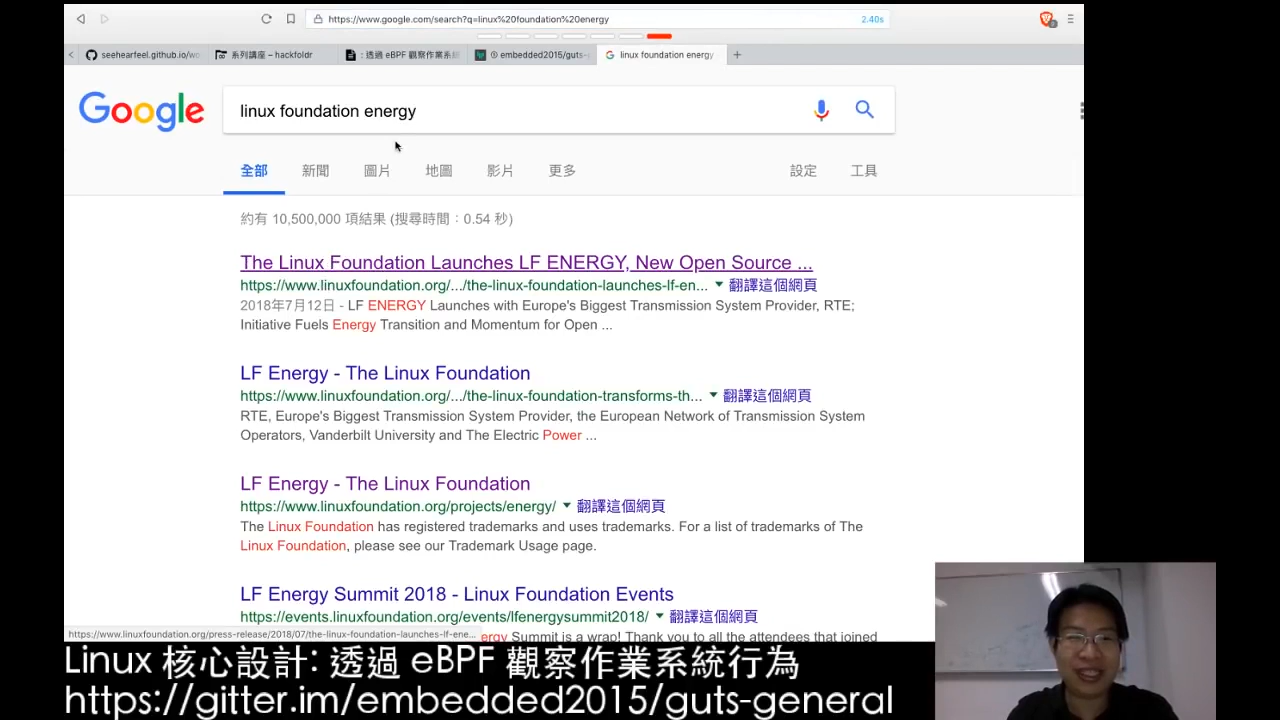 https://www.google.com/search?q=linux%20foundation%20energy
2.40s
seehearfeel.github.io/wo
系列講座 – hackfoldr
：透過 eBPF 觀察作業系統
embedded2015/guts-
linux foundation energy
Google
linux foundation energy
全部 新聞 圖片 地圖 影片 更多 設定 工具
約有 10,500,000 項結果 (搜尋時間：0.54 秒)
The Linux Foundation Launches LF ENERGY, New Open Source ...
https://www.linuxfoundation.org/.../the-linux-foundation-launches-lf-en... 翻譯這個網頁
2018年7月12日 - LF ENERGY Launches with Europe's Biggest Transmission System Provider, RTE;
Initiative Fuels Energy Transition and Momentum for Open ...
LF Energy - The Linux Foundation
https://www.linuxfoundation.org/.../the-linux-foundation-transforms-th... 翻譯這個網頁
RTE, Europe's Biggest Transmission System Provider, the European Network of Transmission System
Operators, Vanderbilt University and The Electric Power ...
LF Energy - The Linux Foundation
https://www.linuxfoundation.org/projects/energy/ 翻譯這個網頁
The Linux Foundation has registered trademarks and uses trademarks. For a list of trademarks of The
Linux Foundation, please see our Trademark Usage page.
LF Energy Summit 2018 - Linux Foundation Events
https://events.linuxfoundation.org/events/lfenergysummit2018/ 翻譯這個網頁
https://www.linuxfoundation.org/press-release/2018/07/the-linux-foundation-launches-lf-ene...
ergy Summit is a wrap! Thank you to all the attendees that joined
Linux 核心設計: 透過 eBPF 觀察作業系統行為
https://gitter.im/embedded2015/guts-general